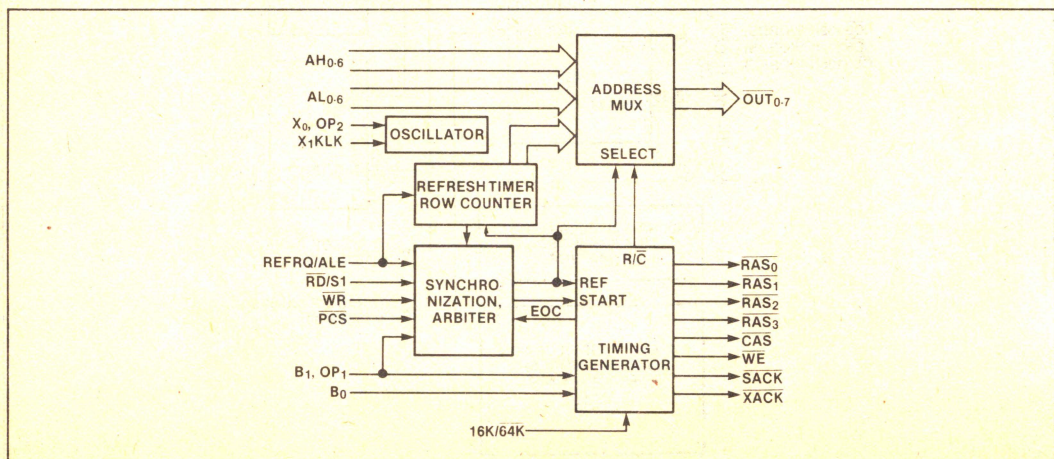 AH0-6
AL0-6
X0, OP2
X1KLK
OSCILLATOR
ADDRESS
MUX
SELECT
OUT0-7
REFRESH TIMER
ROW COUNTER
REFRQ/ALE
RD/S1
WR
PCS
SYNCHRO-
NIZATION,
ARBITER
R/C
REF
START
EOC
TIMING
GENERATOR
RAS0
RAS1
RAS2
RAS3
CAS
WE
SACK
XACK
B1, OP1
B0
16K/64K